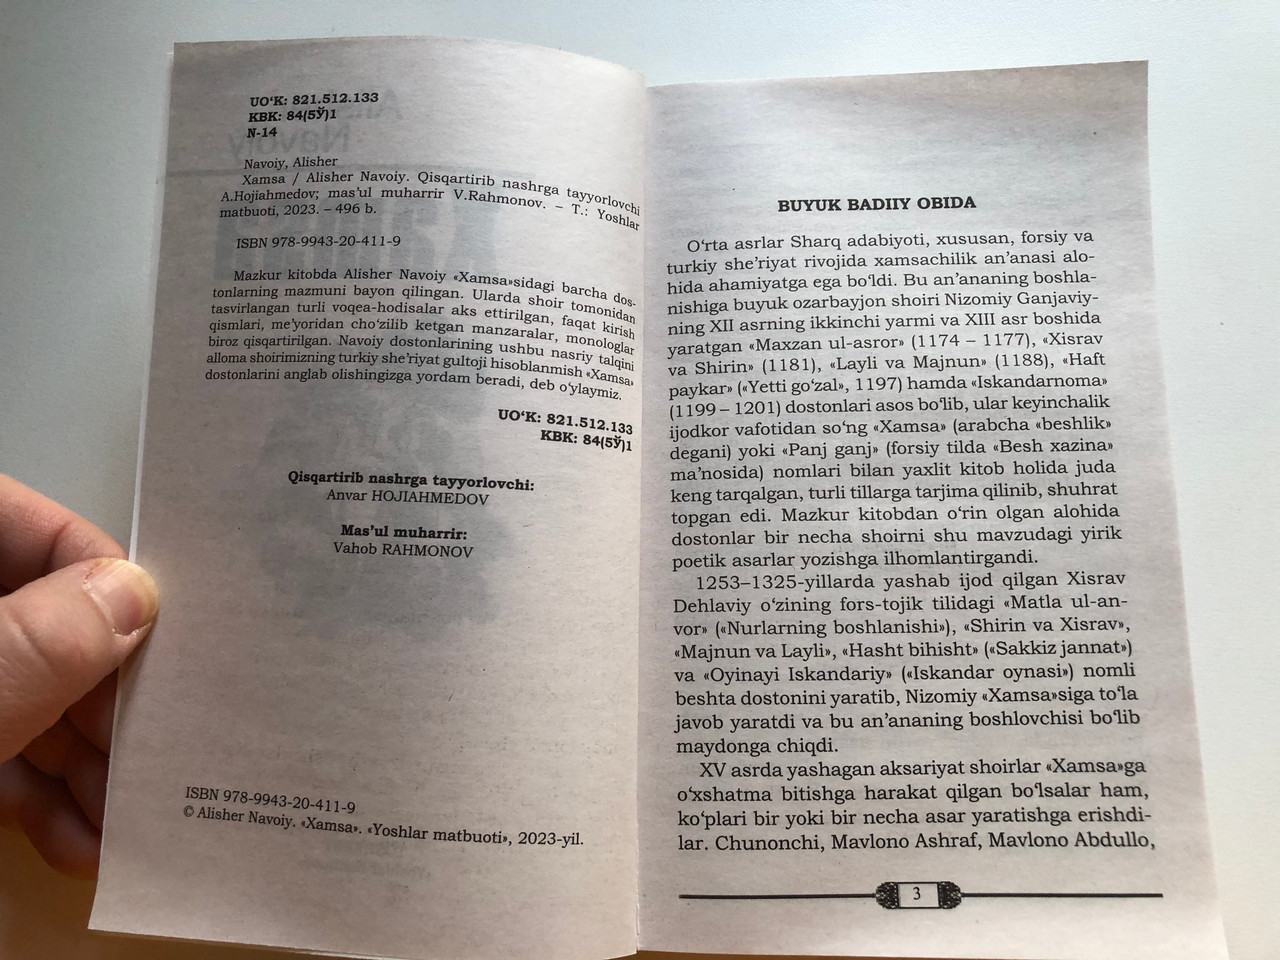 UO‘K: 821.512.133
KBK: 84(5Ў)1
N-14
Navoiy, Alisher
Xamsa / Alisher Navoiy. Qisqartirib nashrga tayyorlovchi
A.Hojiahmedov; mas’ul muharrir V.Rahmonov. – T.: Yoshlar
matbuoti, 2023. – 496 b.
ISBN 978-9943-20-411-9
Mazkur kitobda Alisher Navoiy «Xamsa»sidagi barcha dos-
tonlarning mazmuni bayon qilingan. Ularda shoir tomonidan
tasvirlangan turli voqea-hodisalar aks ettirilgan, faqat kirish
qismlari, me’yoridan cho‘zilib ketgan manzaralar, monologlar
biroz qisqartirilgan. Navoiy dostonlarining ushbu nasriy talqini
alloma shoirimizning turkiy she’riyat gultoji hisoblanmish «Xamsa»
dostonlarini anglab olishingizga yordam beradi, deb o‘ylaymiz.
UO‘K: 821.512.133
KBK: 84(5Ў)1
Qisqartirib nashrga tayyorlovchi:
Anvar HOJIAHMEDOV
Mas’ul muharrir:
Vahob RAHMONOV
ISBN 978-9943-20-411-9
© Alisher Navoiy. «Xamsa». «Yoshlar matbuoti», 2023-yil.
BUYUK BADIIY OBIDA
O‘rta asrlar Sharq adabiyoti, xususan, forsiy va
turkiy she’riyat rivojida xamsachilik an’anasi alo-
hida ahamiyatga ega bo‘ldi. Bu an’ananing boshla-
nishiga buyuk ozarbayjon shoiri Nizomiy Ganjaviy-
ning XII asrning ikkinchi yarmi va XIII asr boshida
yaratgan «Maxzan ul-asror» (1174 – 1177), «Xisrav
va Shirin» (1181), «Layli va Majnun» (1188), «Haft
paykar» («Yetti go‘zal», 1197) hamda «Iskandarnoma»
(1199 – 1201) dostonlari asos bo‘lib, ular keyinchalik
ijodkor vafotidan so‘ng «Xamsa» (arabcha «beshlik»
degani) yoki «Panj ganj» (forsiy tilda «Besh xazina»
ma’nosida) nomlari bilan yaxlit kitob holida juda
keng tarqalgan, turli tillarga tarjima qilinib, shuhrat
topgan edi. Mazkur kitobdan o‘rin olgan alohida
dostonlar bir necha shoirni shu mavzudagi yirik
poetik asarlar yozishga ilhomlantirgandi.
1253–1325-yillarda yashab ijod qilgan Xisrav
Dehlaviy o‘zining fors-tojik tilidagi «Matla ul-an-
vor» («Nurlarning boshlanishi»), «Shirin va Xisrav»,
«Majnun va Layli», «Hasht bihisht» («Sakkiz jannat»)
va «Oyinayi Iskandariy» («Iskandar oynasi») nomli
beshta dostonini yaratib, Nizomiy «Xamsa»siga to‘la
javob yaratdi va bu an’ananing boshlovchisi bo‘lib
maydonga chiqdi.
XV asrda yashagan aksariyat shoirlar «Xamsa»ga
o‘xshatma bitishga harakat qilgan bo‘lsalar ham,
ko‘plari bir yoki bir necha asar yaratishga erishdi-
lar. Chunonchi, Mavlono Ashraf, Mavlono Abdullo,
3